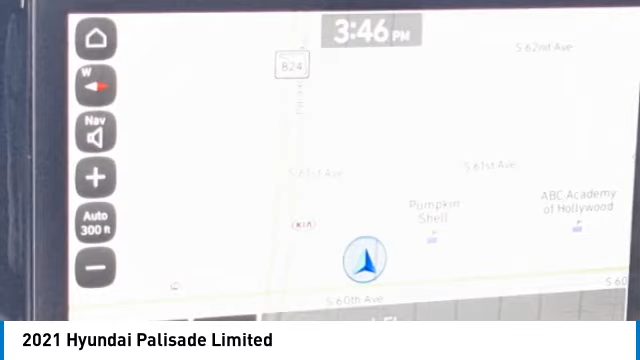 3:46 PM
S 62nd Ave
W
824
Nav
S 61st Ave
S 61st Ave
ABC Academy
of Hollywood
Pumpkin
Shell
Auto
300 ft
KIA
S 60
S 60th Ave
2021 Hyundai Palisade Limited